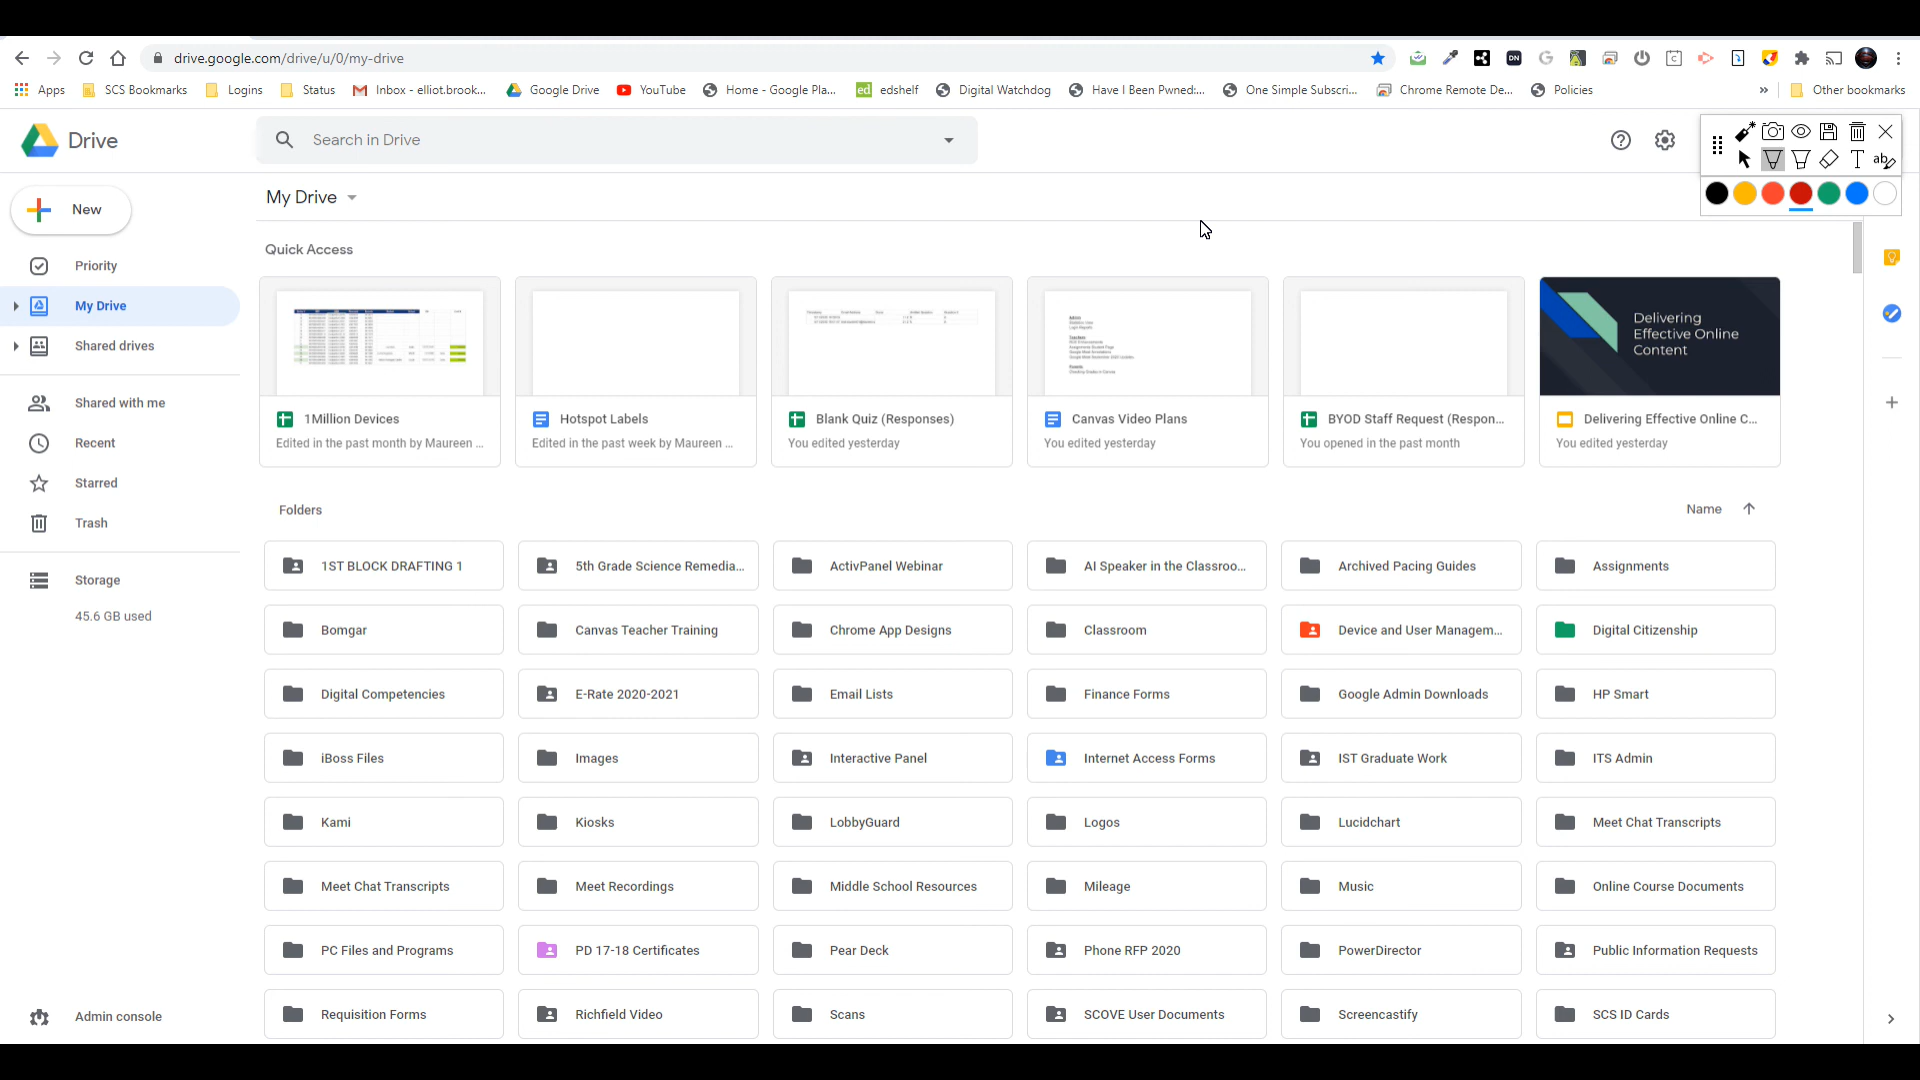 drive.google.com/drive/u/0/my-drive
Apps SCS Bookmarks Logins Status Inbox - elliot.brook... Google Drive YouTube Home - Google Pla... edshelf Digital Watchdog Have I Been Pwned:... One Simple Subscri... Chrome Remote De... Policies » Other bookmarks
Drive
Search in Drive
New
My Drive
Priority
My Drive
Shared drives
Shared with me
Recent
Starred
Trash
Storage
45.6 GB used
Admin console
Quick Access
Delivering
Effective Online
Content
1Million Devices
Edited in the past month by Maureen ...
Hotspot Labels
Edited in the past week by Maureen ...
Blank Quiz (Responses)
You edited yesterday
Canvas Video Plans
You edited yesterday
BYOD Staff Request (Respon...
You opened in the past month
Delivering Effective Online C...
You edited yesterday
Folders Name
1ST BLOCK DRAFTING 1 5th Grade Science Remedia... ActivPanel Webinar AI Speaker in the Classroo... Archived Pacing Guides Assignments
Bomgar Canvas Teacher Training Chrome App Designs Classroom Device and User Managem... Digital Citizenship
Digital Competencies E-Rate 2020-2021 Email Lists Finance Forms Google Admin Downloads HP Smart
iBoss Files Images Interactive Panel Internet Access Forms IST Graduate Work ITS Admin
Kami Kiosks LobbyGuard Logos Lucidchart Meet Chat Transcripts
Meet Chat Transcripts Meet Recordings Middle School Resources Mileage Music Online Course Documents
PC Files and Programs PD 17-18 Certificates Pear Deck Phone RFP 2020 PowerDirector Public Information Requests
Requisition Forms Richfield Video Scans SCOVE User Documents Screencastify SCS ID Cards